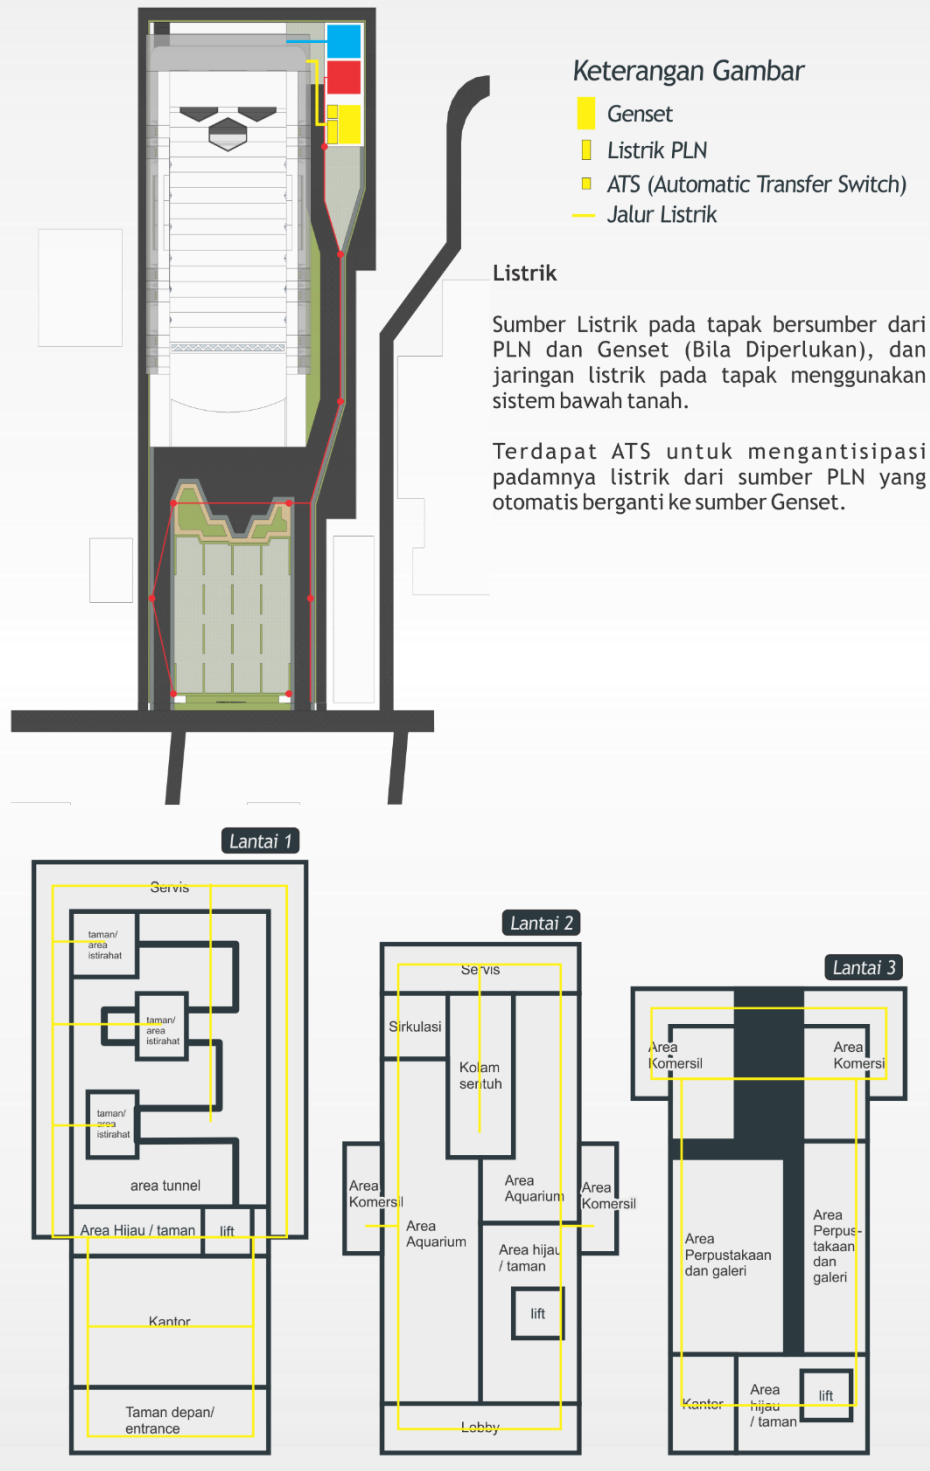 Keterangan Gambar
Genset
Listrik PLN
ATS (Automatic Transfer Switch)
Jalur Listrik
Listrik
Sumber Listrik pada tapak bersumber dari
PLN dan Genset (Bila Diperlukan), dan
jaringan listrik pada tapak menggunakan
sistem bawah tanah.
Terdapat ATS untuk mengantisipasi
padamnya listrik dari sumber PLN yang
otomatis berganti ke sumber Genset.
Lantai 1
Servis
taman/
area
istirahat
taman/
area
istirahat
taman/
area
istirahat
area tunnel
Area Hijau / taman
lift
Kantor
Taman depan/
entrance
Lantai 2
Servis
Sirkulasi
Kolam
sentuh
Area
Komersil
Area
Aquarium
Area
Aquarium
Area
Komersil
Area hijau
/ taman
lift
Lobby
Lantai 3
Area
Komersil
Area
Komersi
Area
Perpustakaan
dan galeri
Area
Perpus-
takaan
dan
galeri
Kantor
Area
hijau
/ taman
lift